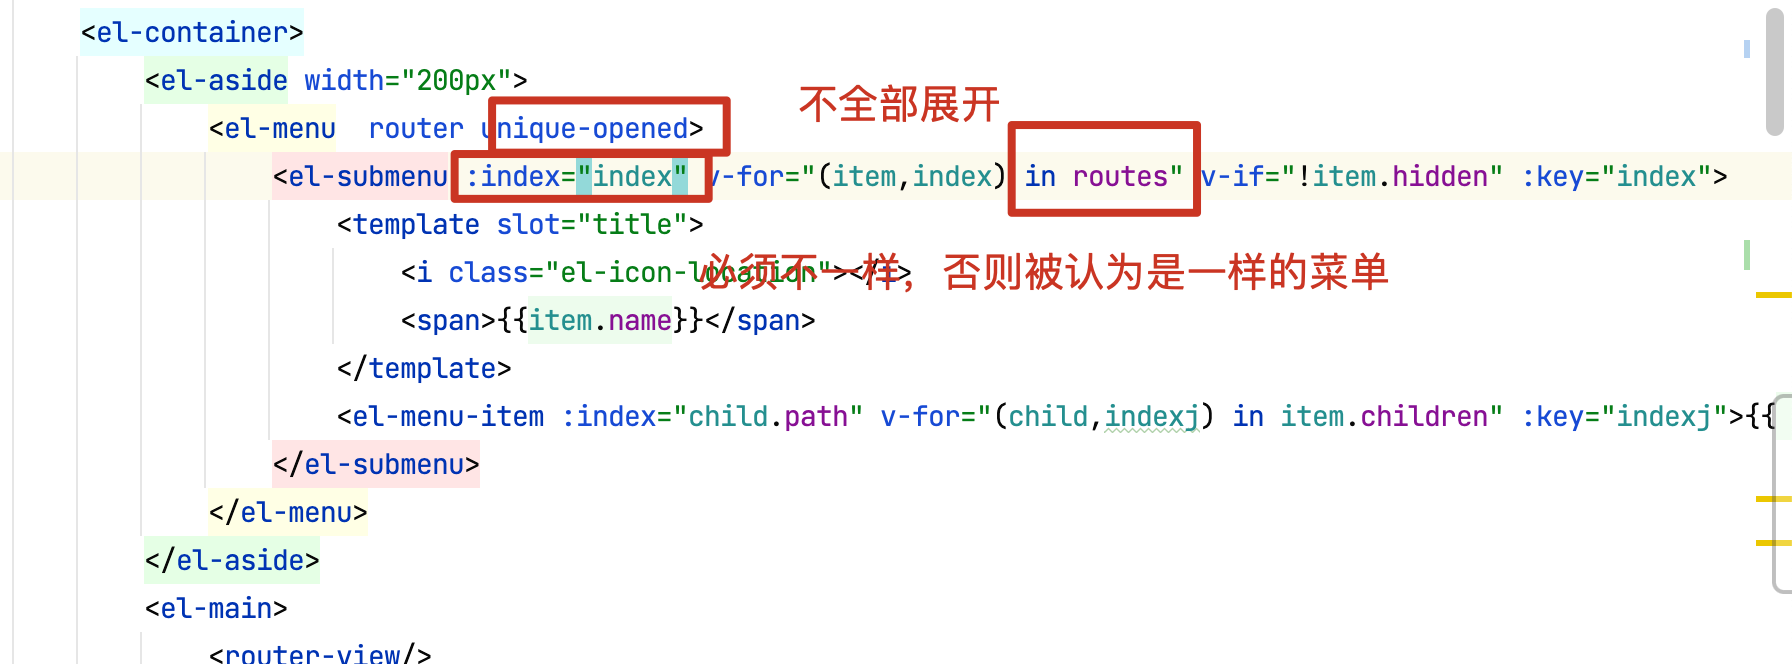 <el-container>
<el-aside width="200px">
不全部展开
<el-menu  router unique-opened>
<el-submenu :index="index" v-for="(item,index) in routes" v-if="!item.hidden" :key="index">
<template slot="title">
<i class="el-icon-location"></i>
必须不一样，否则被认为是一样的菜单
<span>{{item.name}}</span>
</template>
<el-menu-item :index="child.path" v-for="(child,indexj) in item.children" :key="indexj">{{
</el-submenu>
</el-menu>
</el-aside>
<el-main>
<router-view/>